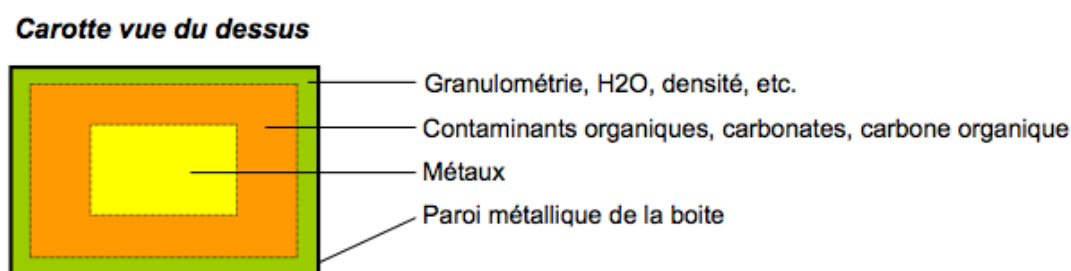 Carotte vue du dessus
Granulométrie, H2O, densité, etc.
Contaminants organiques, carbonates, carbone organique
Métaux
Paroi métallique de la boite